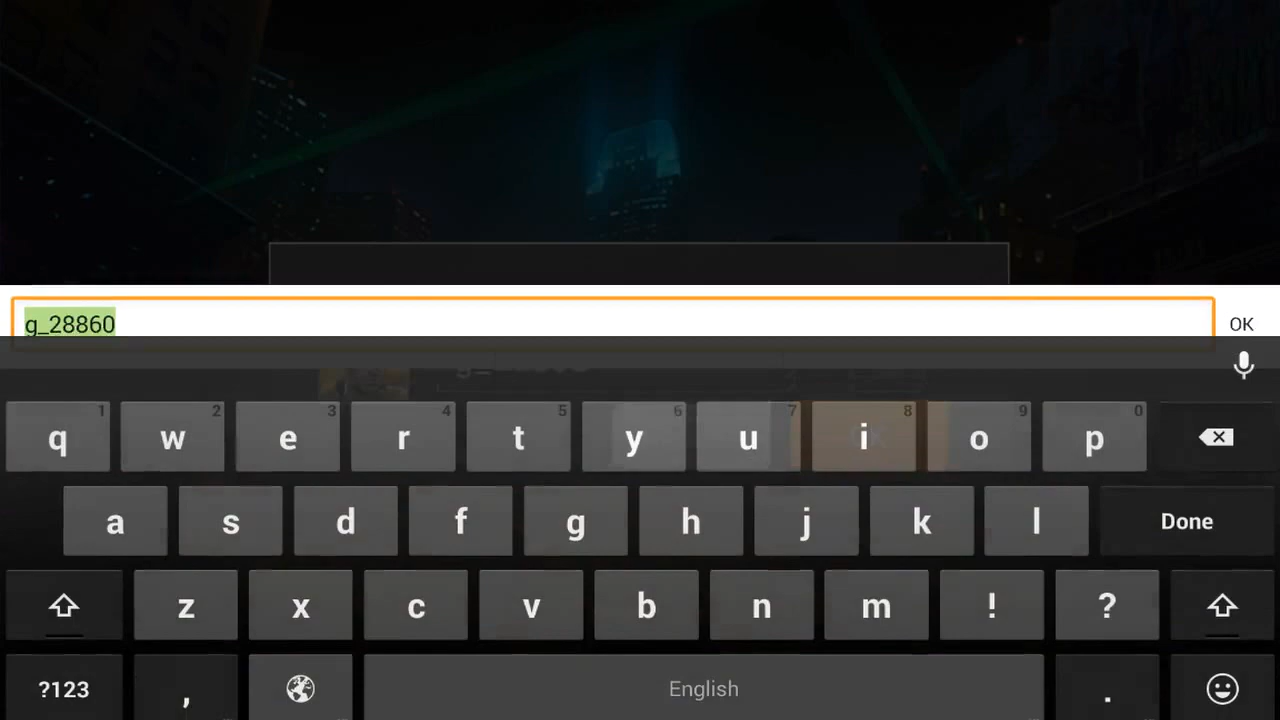 g_28860
OK
1 2 3 4 5 6 7 8 9 0
q w e r t y u i o p
a s d f g h j k l Done
z x c v b n m ! ?
?123 , English .